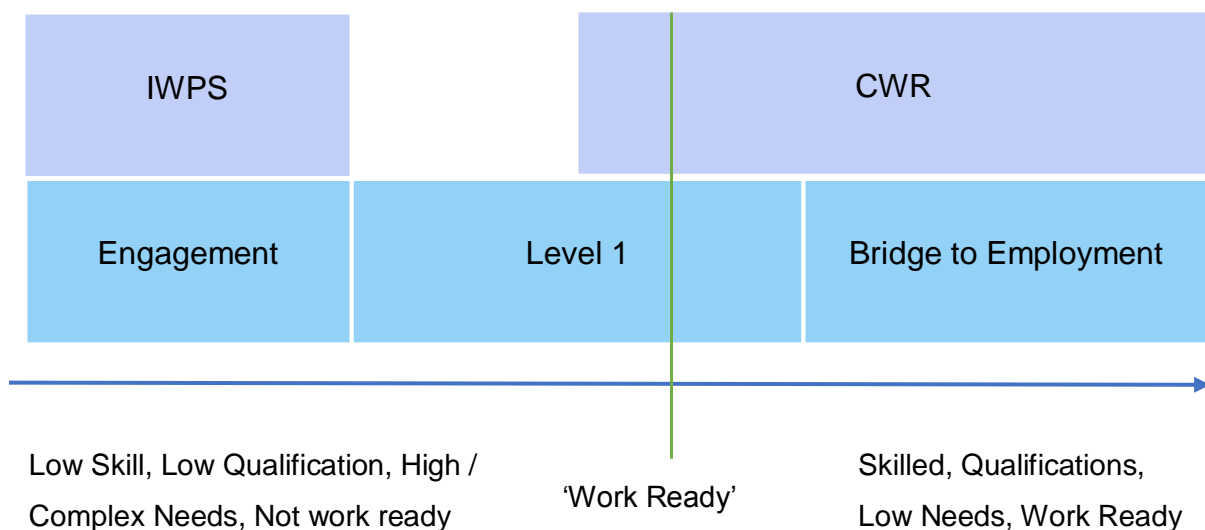 IWPS
CWR
Engagement
Level 1
Bridge to Employment
Low Skill, Low Qualification, High /
Complex Needs, Not work ready
‘Work Ready’
Skilled, Qualifications,
Low Needs, Work Ready